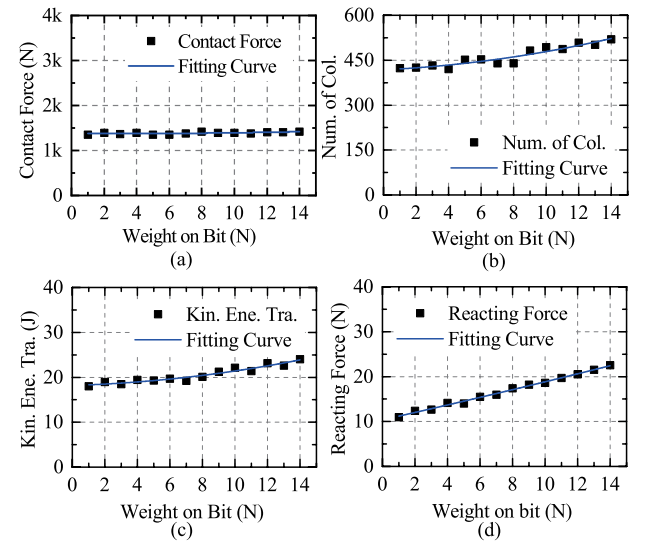 4k
3k
2k
1k
0
Contact Force (N)
Contact Force
Fitting Curve
0 2 4 6 8 10 12 14
Weight on Bit (N)
(a)
600
450
300
150
0
Num. of Col.
Num. of Col.
Fitting Curve
0 2 4 6 8 10 12 14
Weight on Bit (N)
(b)
40
30
20
10
0
Kin. Ene. Tra. (J)
Kin. Ene. Tra.
Fitting Curve
0 2 4 6 8 10 12 14
Weight on Bit (N)
(c)
40
30
20
10
0
Reacting Force (N)
Reacting Force
Fitting Curve
0 2 4 6 8 10 12 14
Weight on bit (N)
(d)